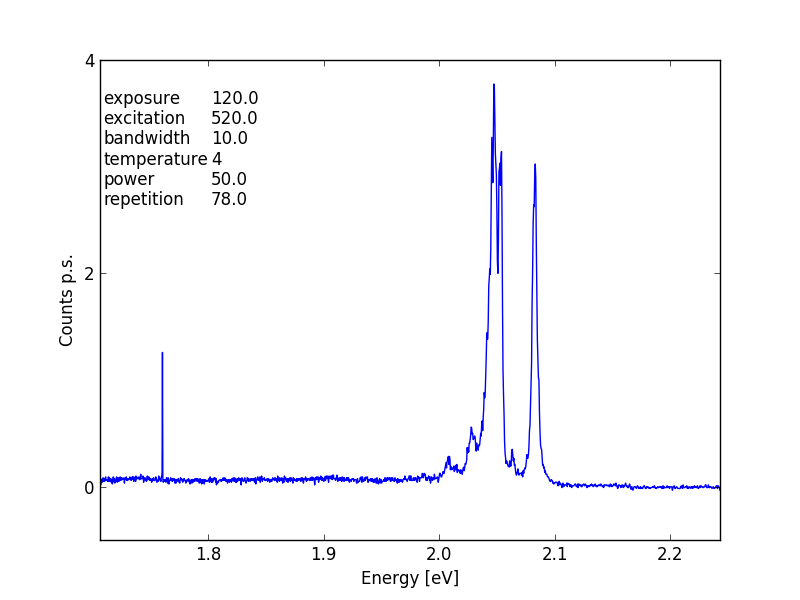 4
exposure 120.0
excitation 520.0
bandwidth 10.0
temperature 4
power 50.0
repetition 78.0
2
Counts p.s.
0
1.8 1.9 2.0 2.1 2.2
Energy [eV]